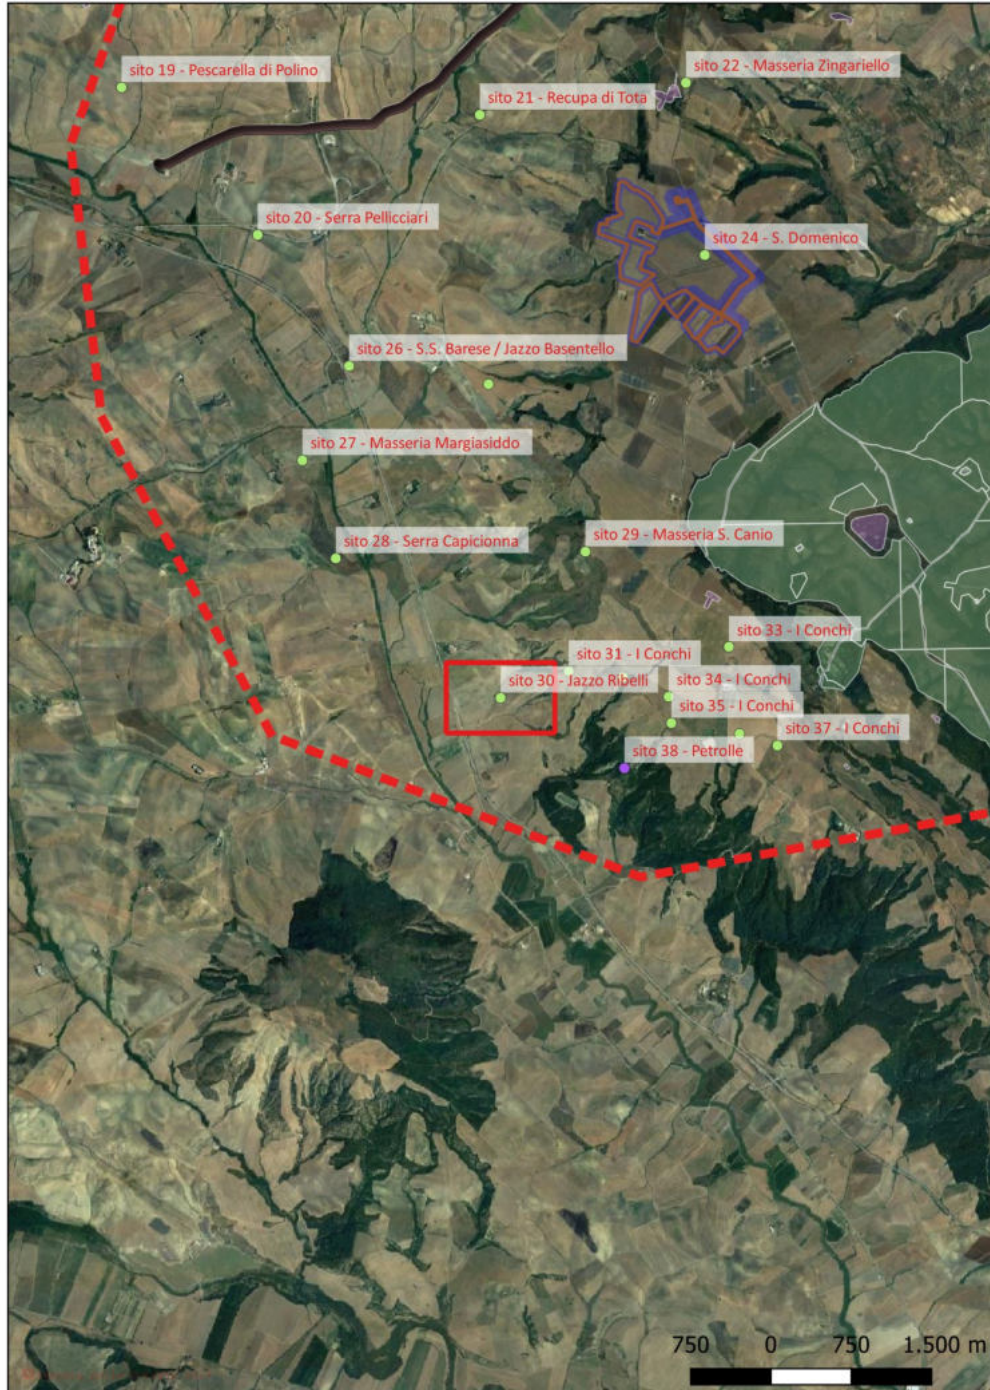 sito 22 - Masseria Zingariello
sito 19 - Pescarella di Polino
sito 21 - Recupa di Tota
sito 20 - Serra Pellicciari
sito 24 - S. Domenico
sito 26 - S.S. Barese / Jazzo Basentello
sito 27 - Masseria Margiasiddo
sito 28 - Serra Capicionna
sito 29 - Masseria S. Canio
sito 33 - I Conchi
sito 31 - I Conchi
sito 30 - Jazzo Ribelli
sito 34 - I Conchi
sito 35 - I Conchi
sito 37 - I Conchi
sito 38 - Petrolle
750 0 750 1.500 m